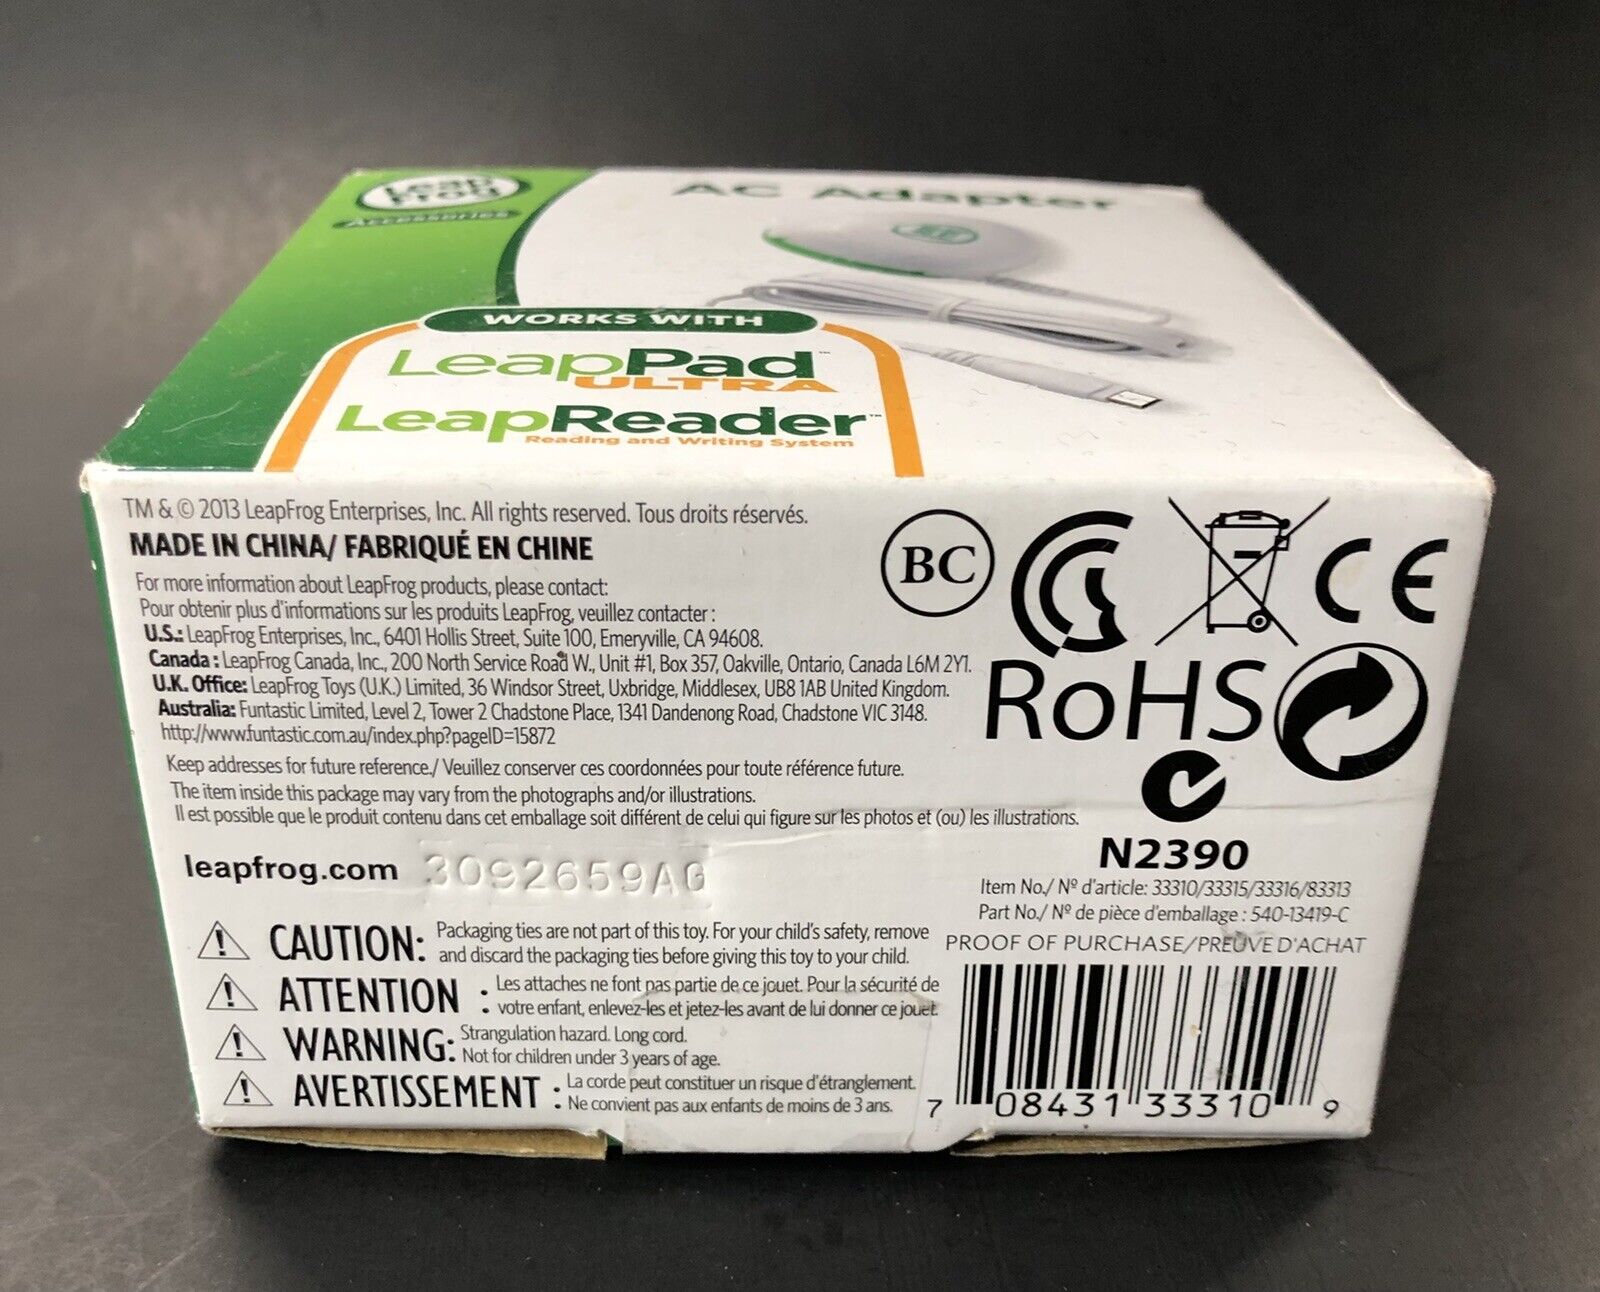 Leap
Frog
Accessories
AC Adapter
WORKS WITH
LeapPad™
ULTRA
LeapReader™
Reading and Writing System
TM & © 2013 LeapFrog Enterprises, Inc. All rights reserved. Tous droits réservés.
MADE IN CHINA/ FABRIQUÉ EN CHINE
For more information about LeapFrog products, please contact:
Pour obtenir plus d'informations sur les produits LeapFrog, veuillez contacter :
U.S.: LeapFrog Enterprises, Inc., 6401 Hollis Street, Suite 100, Emeryville, CA 94608.
Canada : LeapFrog Canada, Inc., 200 North Service Road W., Unit #1, Box 357, Oakville, Ontario, Canada L6M 2Y1.
U.K. Office: LeapFrog Toys (U.K.) Limited, 36 Windsor Street, Uxbridge, Middlesex, UB8 1AB United Kingdom.
Australia: Funtastic Limited, Level 2, Tower 2 Chadstone Place, 1341 Dandenong Road, Chadstone VIC 3148.
http://www.funtastic.com.au/index.php?pageID=15872
Keep addresses for future reference./ Veuillez conserver ces coordonnées pour toute référence future.
The item inside this package may vary from the photographs and/or illustrations.
Il est possible que le produit contenu dans cet emballage soit différent de celui qui figure sur les photos et (ou) les illustrations.
leapfrog.com 3092659AG
CAUTION: Packaging ties are not part of this toy. For your child's safety, remove
and discard the packaging ties before giving this toy to your child.
ATTENTION : Les attaches ne font pas partie de ce jouet. Pour la sécurité de
votre enfant, enlevez-les et jetez-les avant de lui donner ce jouet.
WARNING: Strangulation hazard. Long cord.
Not for children under 3 years of age.
AVERTISSEMENT : La corde peut constituer un risque d'étranglement.
Ne convient pas aux enfants de moins de 3 ans.
BC
CE
RoHS
N2390
Item No./ Nº d'article: 33310/33315/33316/83313
Part No./ Nº de pièce d'emballage : 540-13419-C
PROOF OF PURCHASE/PREUVE D'ACHAT
7 08431 33310 9